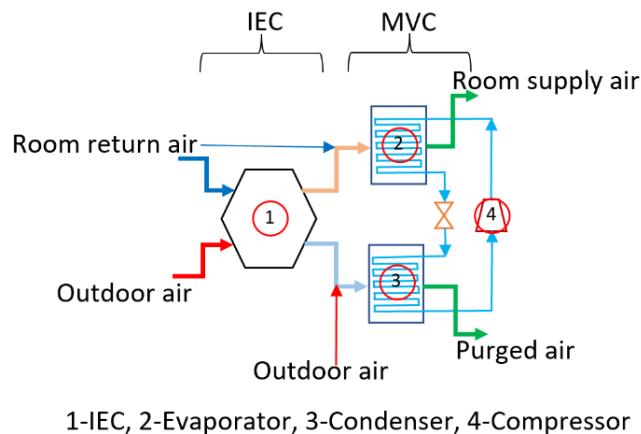 IEC
MVC
Room supply air
Room return air
2
1
4
Outdoor air
3
Purged air
Outdoor air
1-IEC, 2-Evaporator, 3-Condenser, 4-Compressor